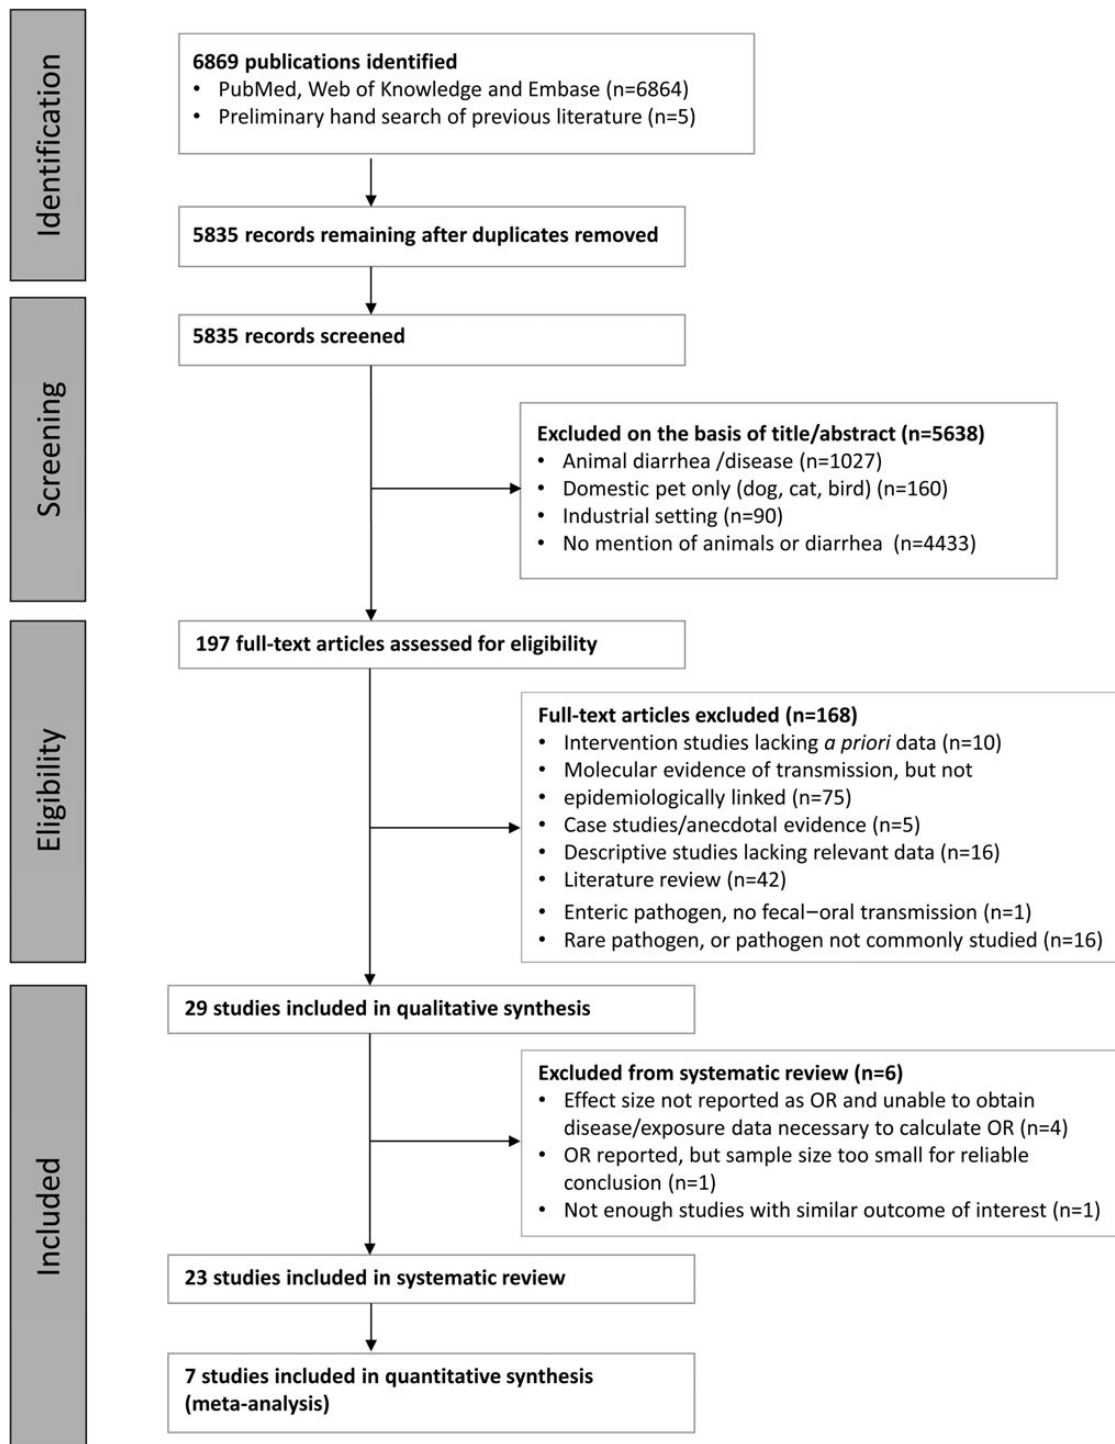 Identification
6869 publications identified
• PubMed, Web of Knowledge and Embase (n=6864)
• Preliminary hand search of previous literature (n=5)
5835 records remaining after duplicates removed
Screening
5835 records screened
Excluded on the basis of title/abstract (n=5638)
• Animal diarrhea /disease (n=1027)
• Domestic pet only (dog, cat, bird) (n=160)
• Industrial setting (n=90)
• No mention of animals or diarrhea (n=4433)
Eligibility
197 full-text articles assessed for eligibility
Full-text articles excluded (n=168)
• Intervention studies lacking a priori data (n=10)
• Molecular evidence of transmission, but not
• epidemiologically linked (n=75)
• Case studies/anecdotal evidence (n=5)
• Descriptive studies lacking relevant data (n=16)
• Literature review (n=42)
• Enteric pathogen, no fecal−oral transmission (n=1)
• Rare pathogen, or pathogen not commonly studied (n=16)
Included
29 studies included in qualitative synthesis
Excluded from systematic review (n=6)
• Effect size not reported as OR and unable to obtain
disease/exposure data necessary to calculate OR (n=4)
• OR reported, but sample size too small for reliable
conclusion (n=1)
• Not enough studies with similar outcome of interest (n=1)
23 studies included in systematic review
7 studies included in quantitative synthesis
(meta-analysis)